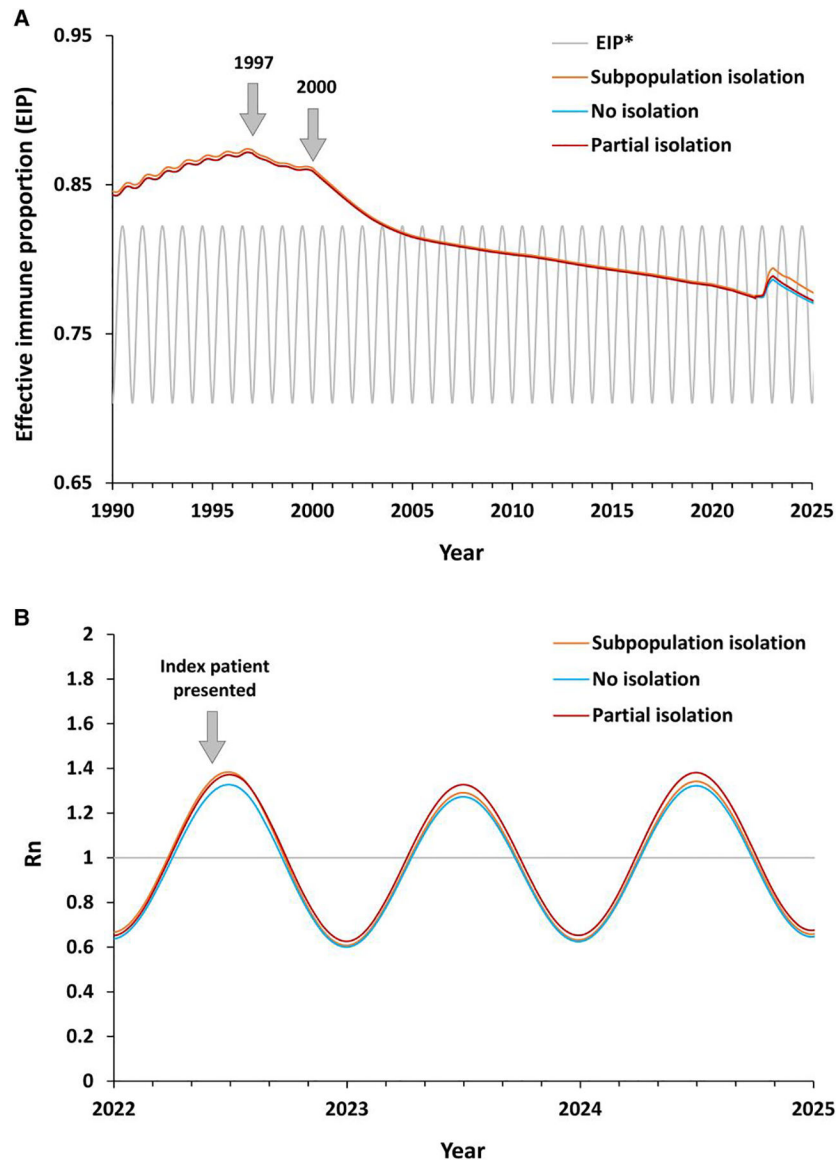 A
0.95
0.85
0.75
0.65
Effective immune proportion (EIP)
1997
2000
EIP*
Subpopulation isolation
No isolation
Partial isolation
1990 1995 2000 2005 2010 2015 2020 2025
Year
B
2
1.8
1.6
1.4
1.2
1
0.8
0.6
0.4
0.2
0
Rn
Index patient
presented
Subpopulation isolation
No isolation
Partial isolation
2022 2023 2024 2025
Year